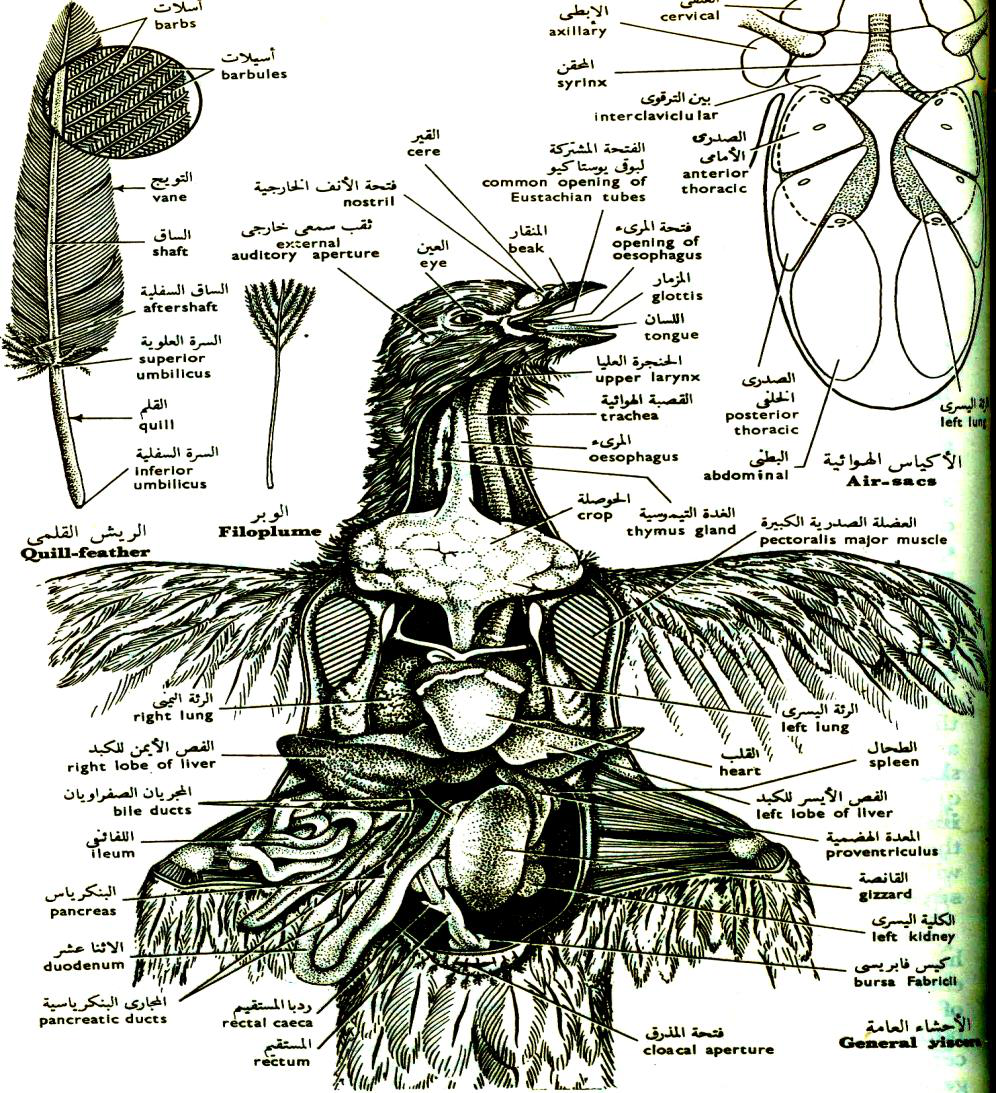 أسلات
barbs
أسيلات
barbules
التويج
vane
الساق
shaft
الساق السفلية
aftershaft
السرة العلوية
superior
umbilicus
القلم
quill
السرة السفلية
inferior
umbilicus
الريش القلمى
Quill-feather
الوبر
Filoplume
cervical
الإبطى
axillary
المحقن
syrinx
بين الترقوى
interclaviclular
الصدرى
الأمامى
anterior
thoracic
الصدرى
الخلفى
posterior
thoracic
البطنى
abdominal
الرئة اليسرى
left lung
الأكياس الهوائية
Air-sacs
القير
cere
فتحة الأنف الخارجية
nostril
ثقب سمعى خارجى
external
auditory aperture
العين
eye
المنقار
beak
الفتحة المشتركة
لبوق يوستاكيو
common opening of
Eustachian tubes
فتحة المرىء
opening of
oesophagus
المزمار
glottis
اللسان
tongue
الحنجرة العليا
upper larynx
القصبة الهوائية
trachea
المرىء
oesophagus
الحوصلة
crop
الغدة التيموسية
thymus gland
العضلة الصدرية الكبيرة
pectoralis major muscle
الرئة اليمنى
right lung
الفص الأيمن للكبد
right lobe of liver
المجريان الصفراويان
bile ducts
اللفائفى
ileum
البنكرياس
pancreas
الاثنا عشر
duodenum
المجارى البنكرياسية
pancreatic ducts
ردبا المستقيم
rectal caeca
المستقيم
rectum
الرئة اليسرى
left lung
القلب
heart
الطحال
spleen
الفص الأيسر للكبد
left lobe of liver
المعدة الهضمية
proventriculus
القانصة
gizzard
الكلية اليسرى
left kidney
كيس فابريسى
bursa Fabricii
فتحة المذرق
cloacal aperture
الأحشاء العامة
General